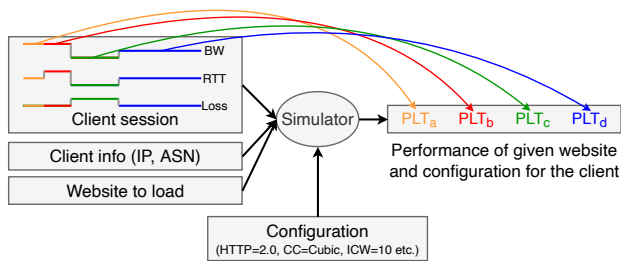 BW
RTT
Loss
Client session
Client info (IP, ASN)
Website to load
Simulator
PLTa PLTb PLTc PLTd
Performance of given website
and configuration for the client
Configuration
(HTTP=2.0, CC=Cubic, ICW=10 etc.)